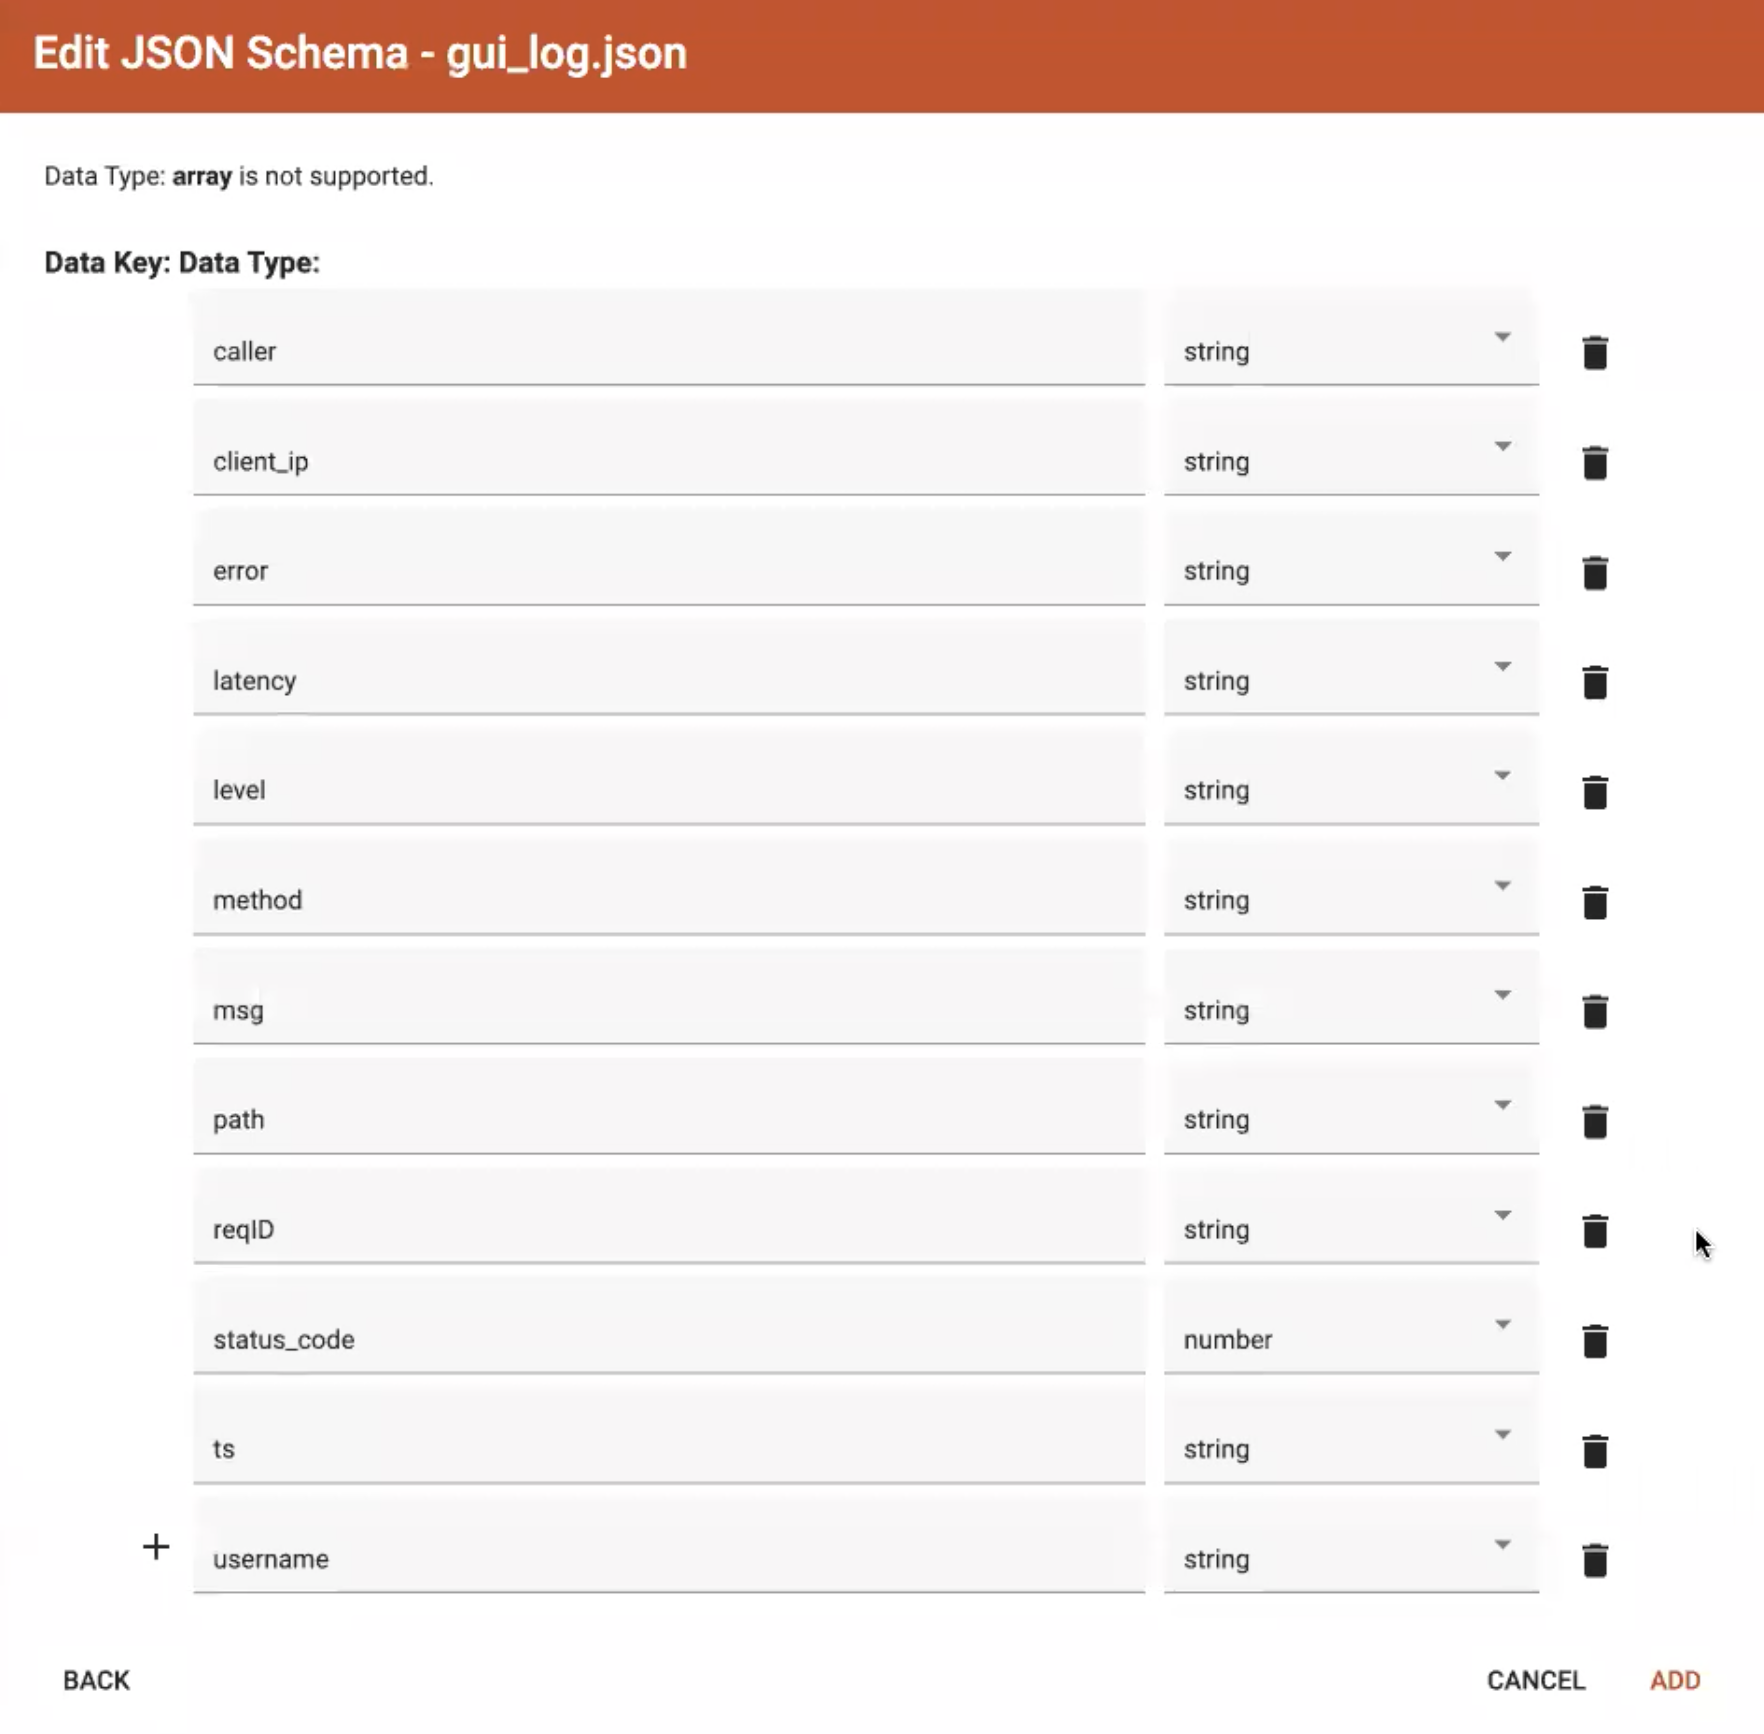 Edit JSON Schema - gui_log.json
Data Type: array is not supported.
Data Key: Data Type:
caller string
client_ip string
error string
latency string
level string
method string
msg string
path string
reqID string
status_code number
ts string
+ username string
BACK CANCEL ADD